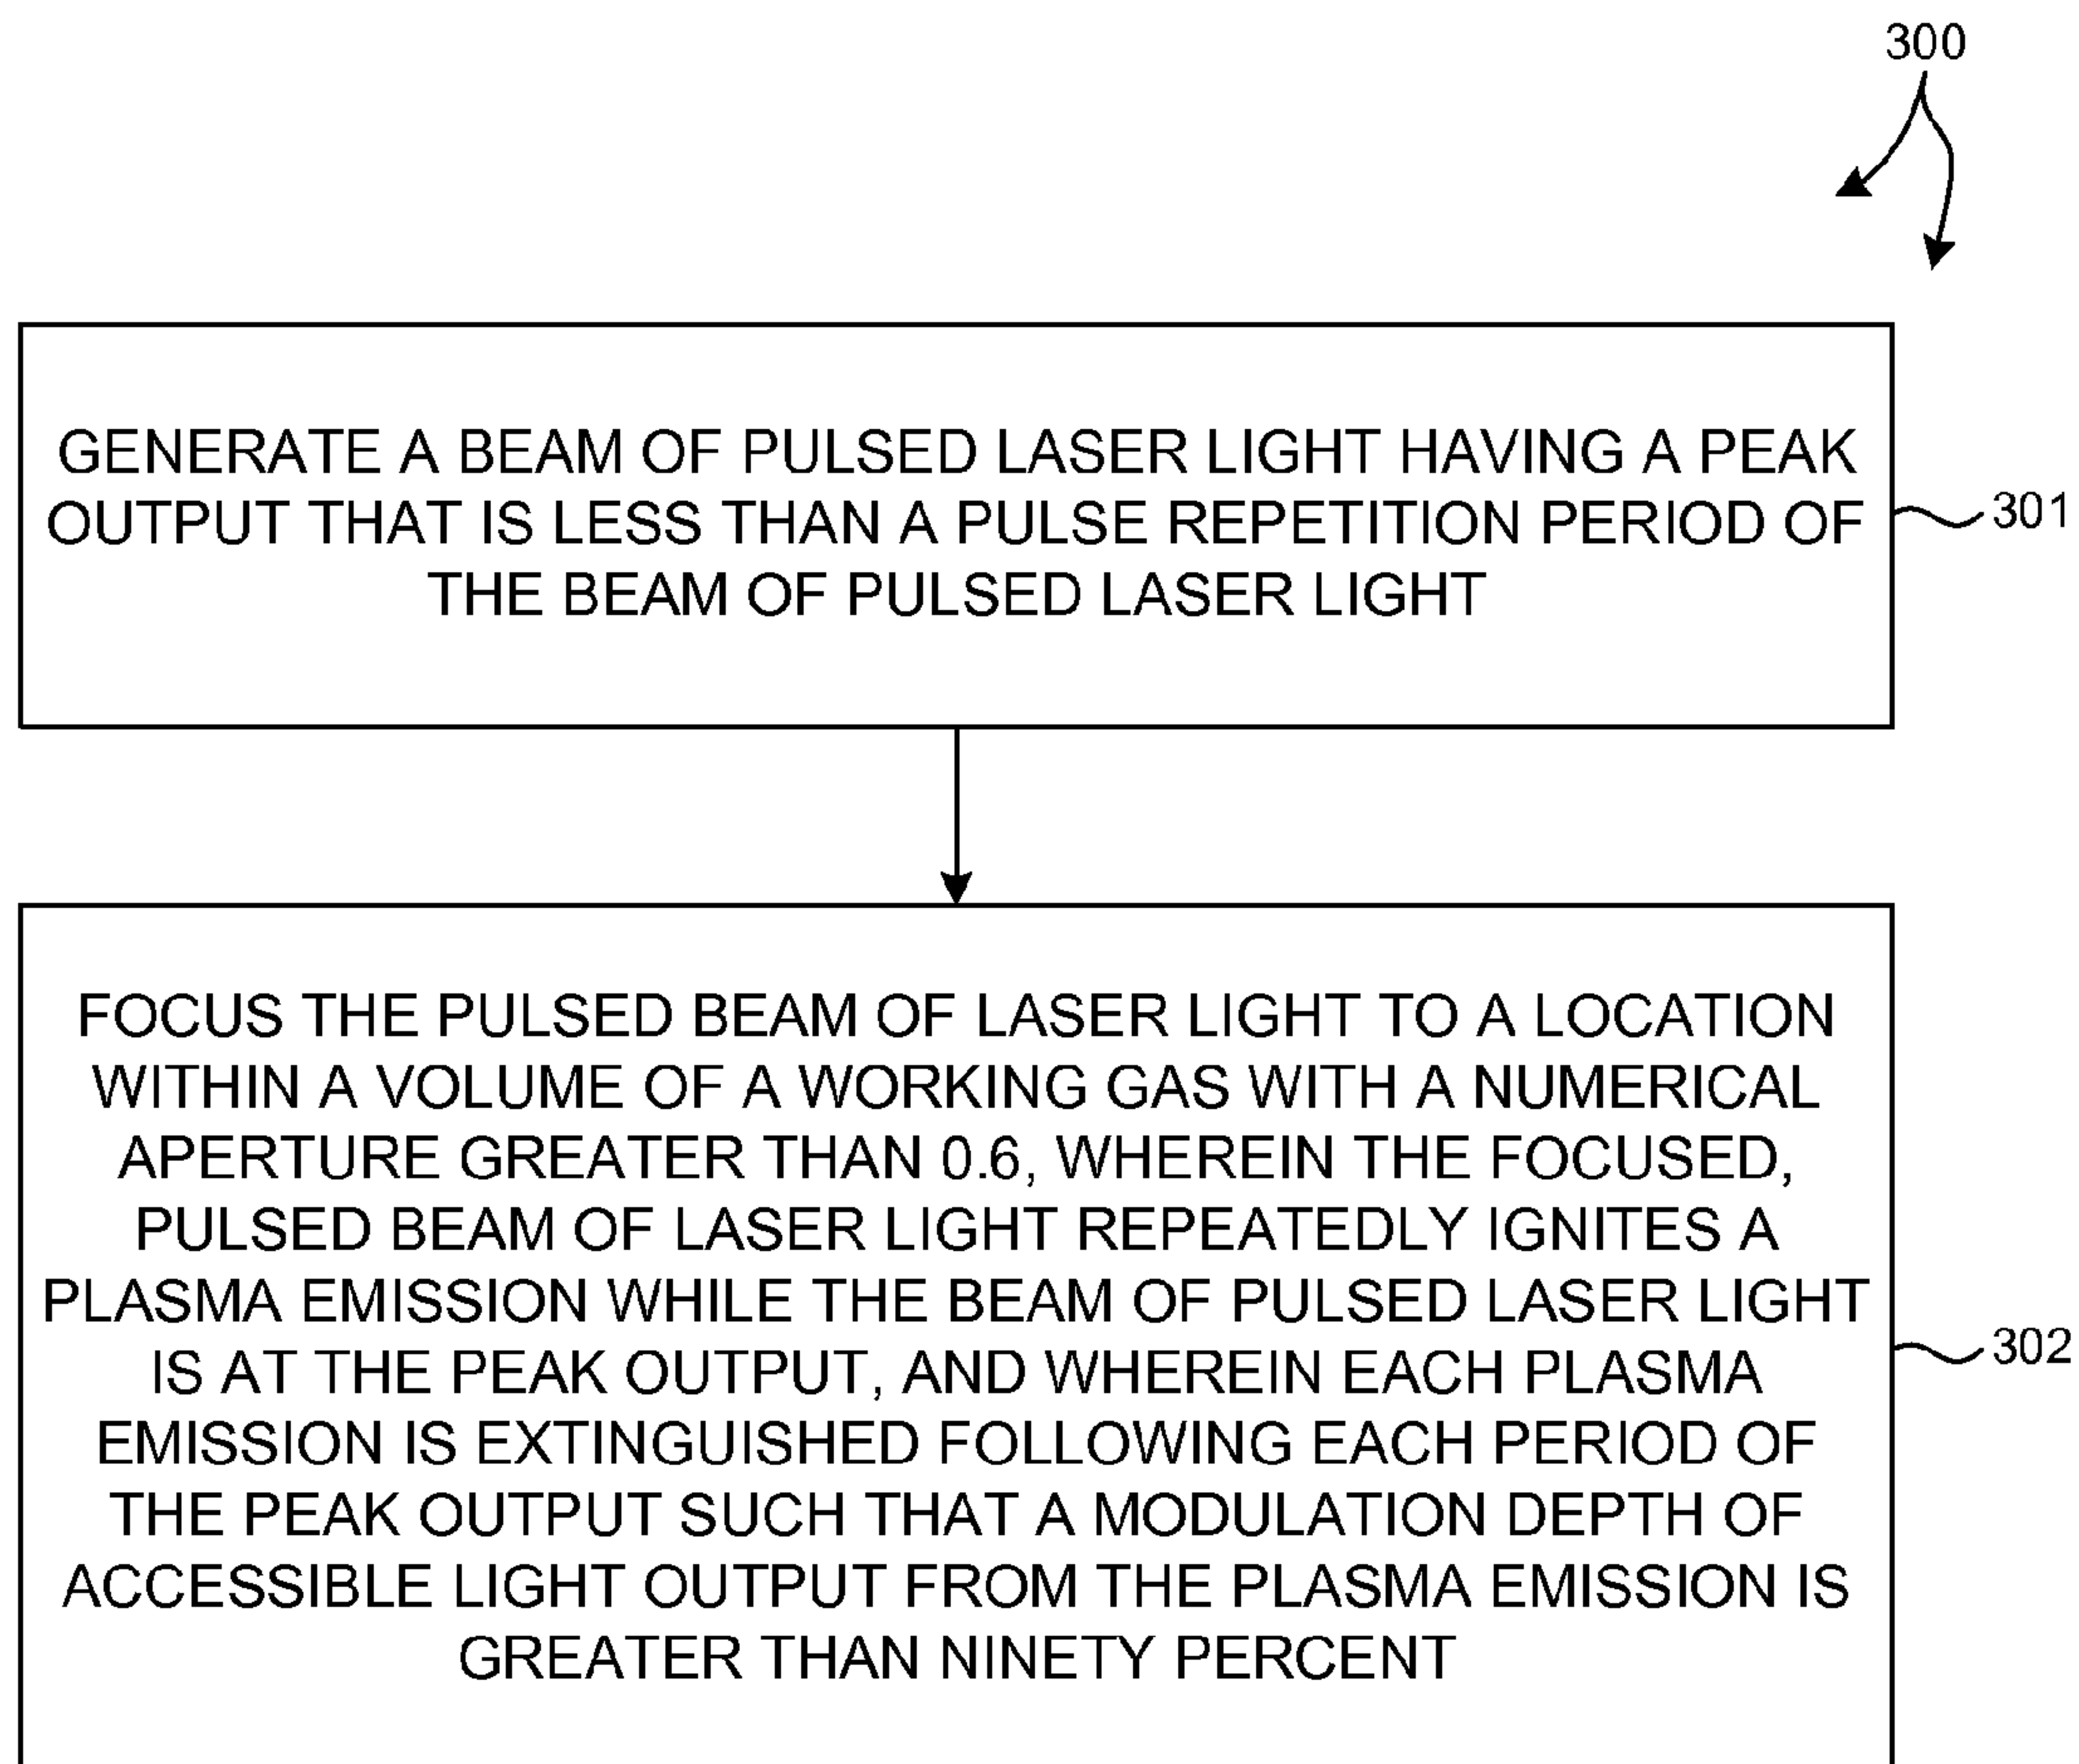 300
GENERATE A BEAM OF PULSED LASER LIGHT HAVING A PEAK
OUTPUT THAT IS LESS THAN A PULSE REPETITION PERIOD OF
THE BEAM OF PULSED LASER LIGHT
301
FOCUS THE PULSED BEAM OF LASER LIGHT TO A LOCATION
WITHIN A VOLUME OF A WORKING GAS WITH A NUMERICAL
APERTURE GREATER THAN 0.6, WHEREIN THE FOCUSED,
PULSED BEAM OF LASER LIGHT REPEATEDLY IGNITES A
PLASMA EMISSION WHILE THE BEAM OF PULSED LASER LIGHT
IS AT THE PEAK OUTPUT, AND WHEREIN EACH PLASMA
EMISSION IS EXTINGUISHED FOLLOWING EACH PERIOD OF
THE PEAK OUTPUT SUCH THAT A MODULATION DEPTH OF
ACCESSIBLE LIGHT OUTPUT FROM THE PLASMA EMISSION IS
GREATER THAN NINETY PERCENT
302